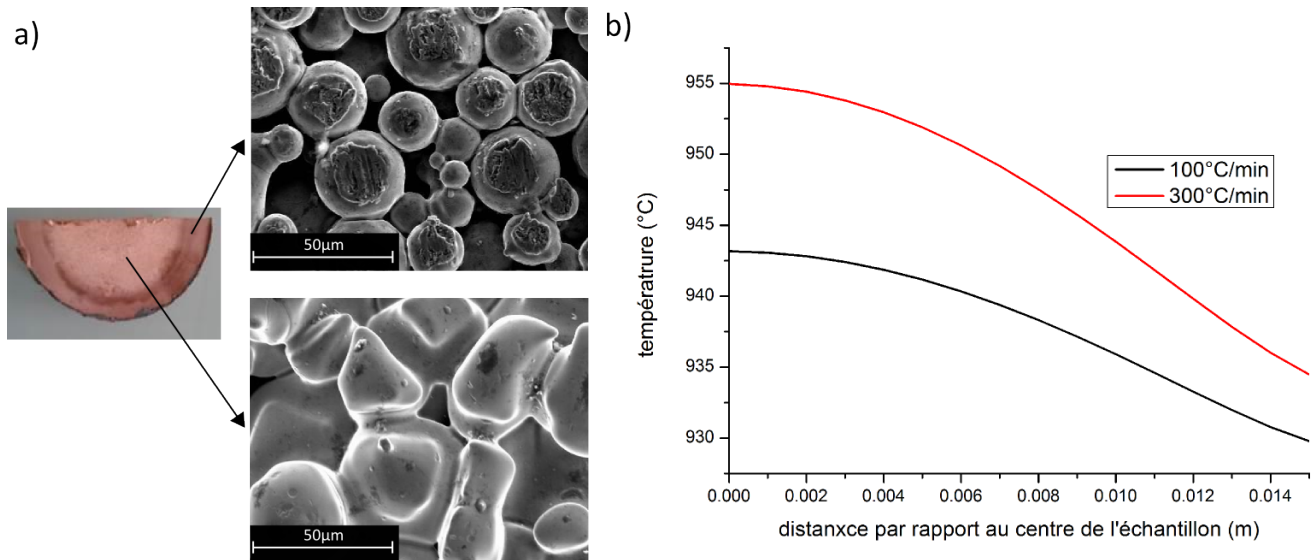 a)
50µm
50µm
b)
955
950
945
940
935
930
températrure (°C)
100°C/min
300°C/min
0.000 0.002 0.004 0.006 0.008 0.010 0.012 0.014
distanxce par rapport au centre de l'échantillon (m)